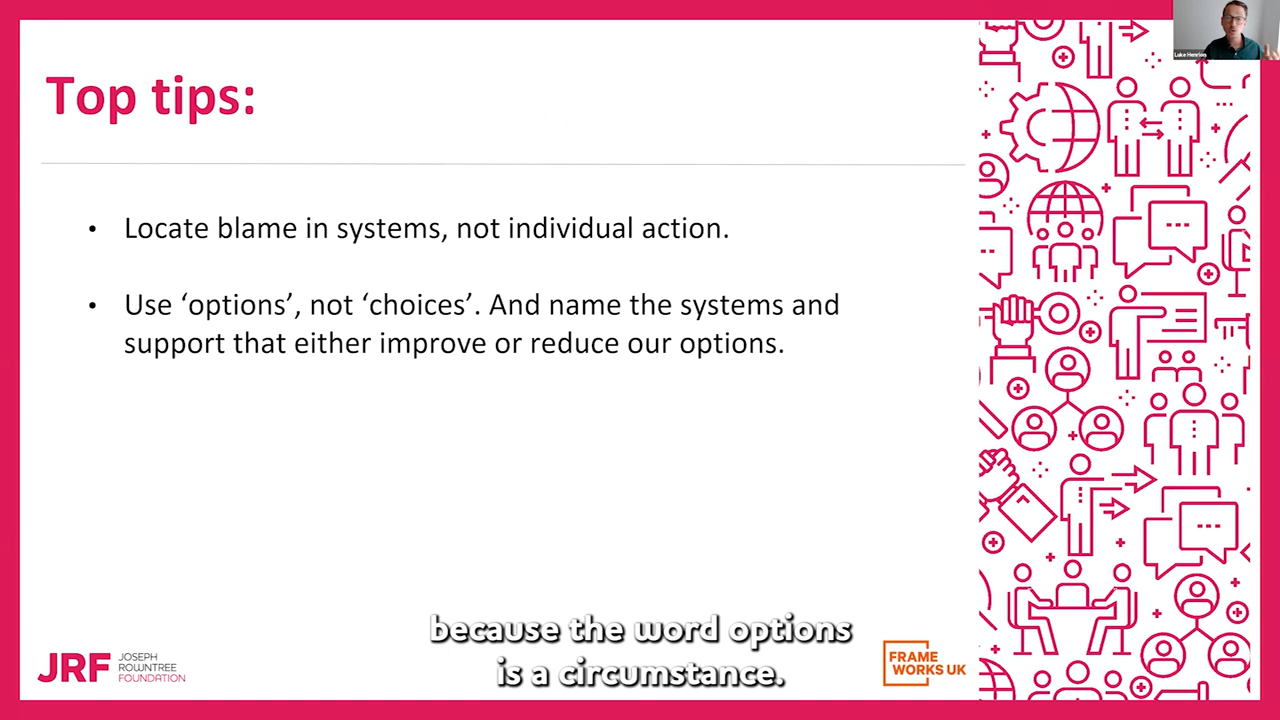 Luke Henrion
Top tips:
• Locate blame in systems, not individual action.
• Use ‘options’, not ‘choices’. And name the systems and
support that either improve or reduce our options.
because the word options
is a circumstance.
JRF
JOSEPH
ROWNTREE
FOUNDATION
FRAME
WORKS UK